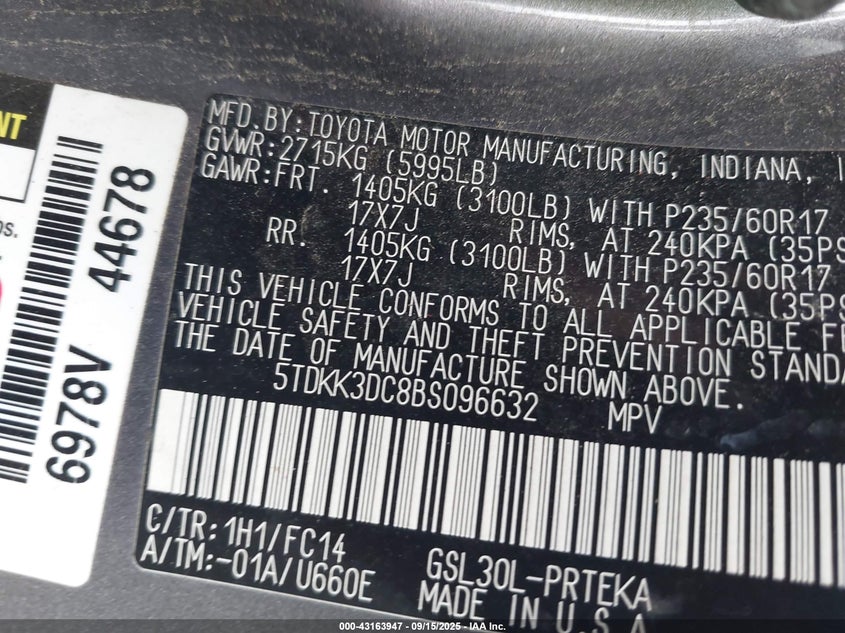 MFD. BY: TOYOTA MOTOR MANUFACTURING, INDIANA, I
GVWR: 2715KG (5995LB)
GAWR: FRT. 1405KG (3100LB) WITH P235/60R17
17X7J RIMS, AT 240KPA (35PS
RR. 1405KG (3100LB) WITH P235/60R17
17X7J RIMS, AT 240KPA (35PS
THIS VEHICLE CONFORMS TO ALL APPLICABLE FE
VEHICLE SAFETY AND THEFT PREVENTION STANDA
THE DATE OF MANUFACTURE SHOWN ABOVE.
5TDKK3DC8BS096632 MPV
C/TR: 1H1/FC14
A/TM: -01A/U660E
GSL30L-PRTEKA
MADE IN U.S.A
NT
os.
6978V 44678
000-43163947 - 09/15/2025 - IAA Inc.